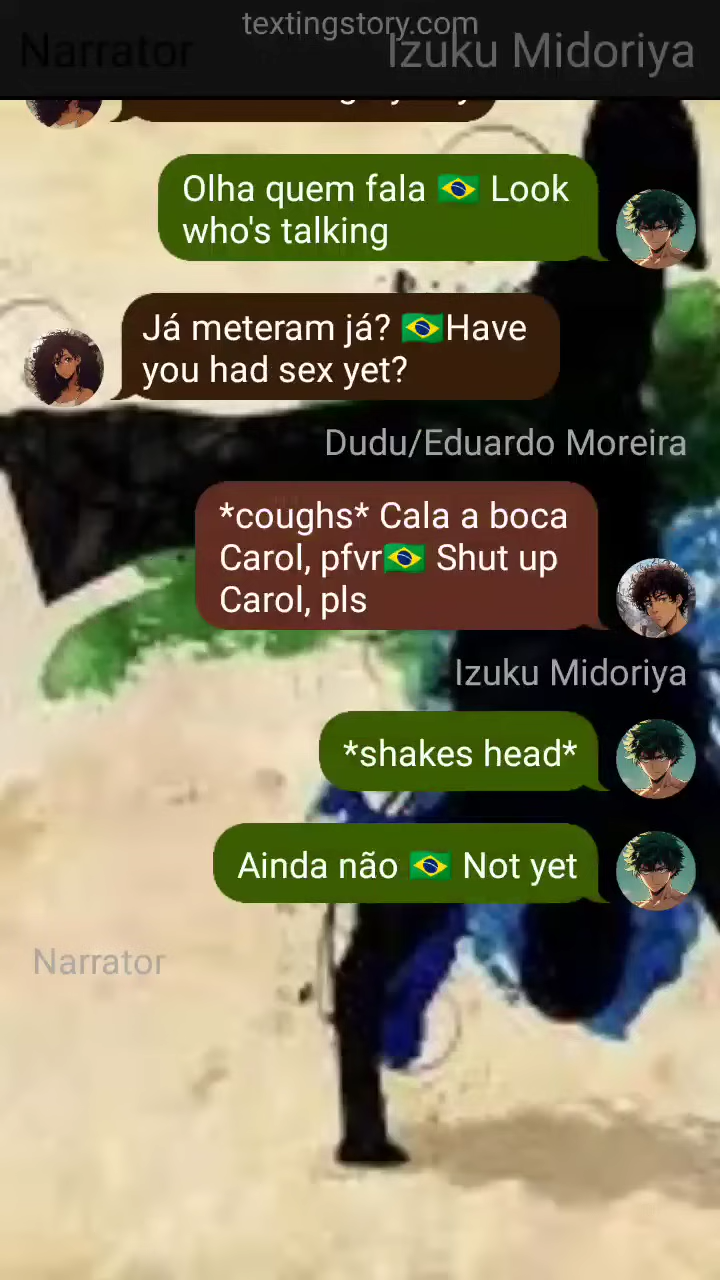 textingstory.com
Narrator
Izuku Midoriya
Olha quem fala 🇧🇷 Look
who's talking
Já meteram já? 🇧🇷Have
you had sex yet?
Dudu/Eduardo Moreira
*coughs* Cala a boca
Carol, pfvr🇧🇷 Shut up
Carol, pls
Izuku Midoriya
*shakes head*
Ainda não 🇧🇷 Not yet
Narrator